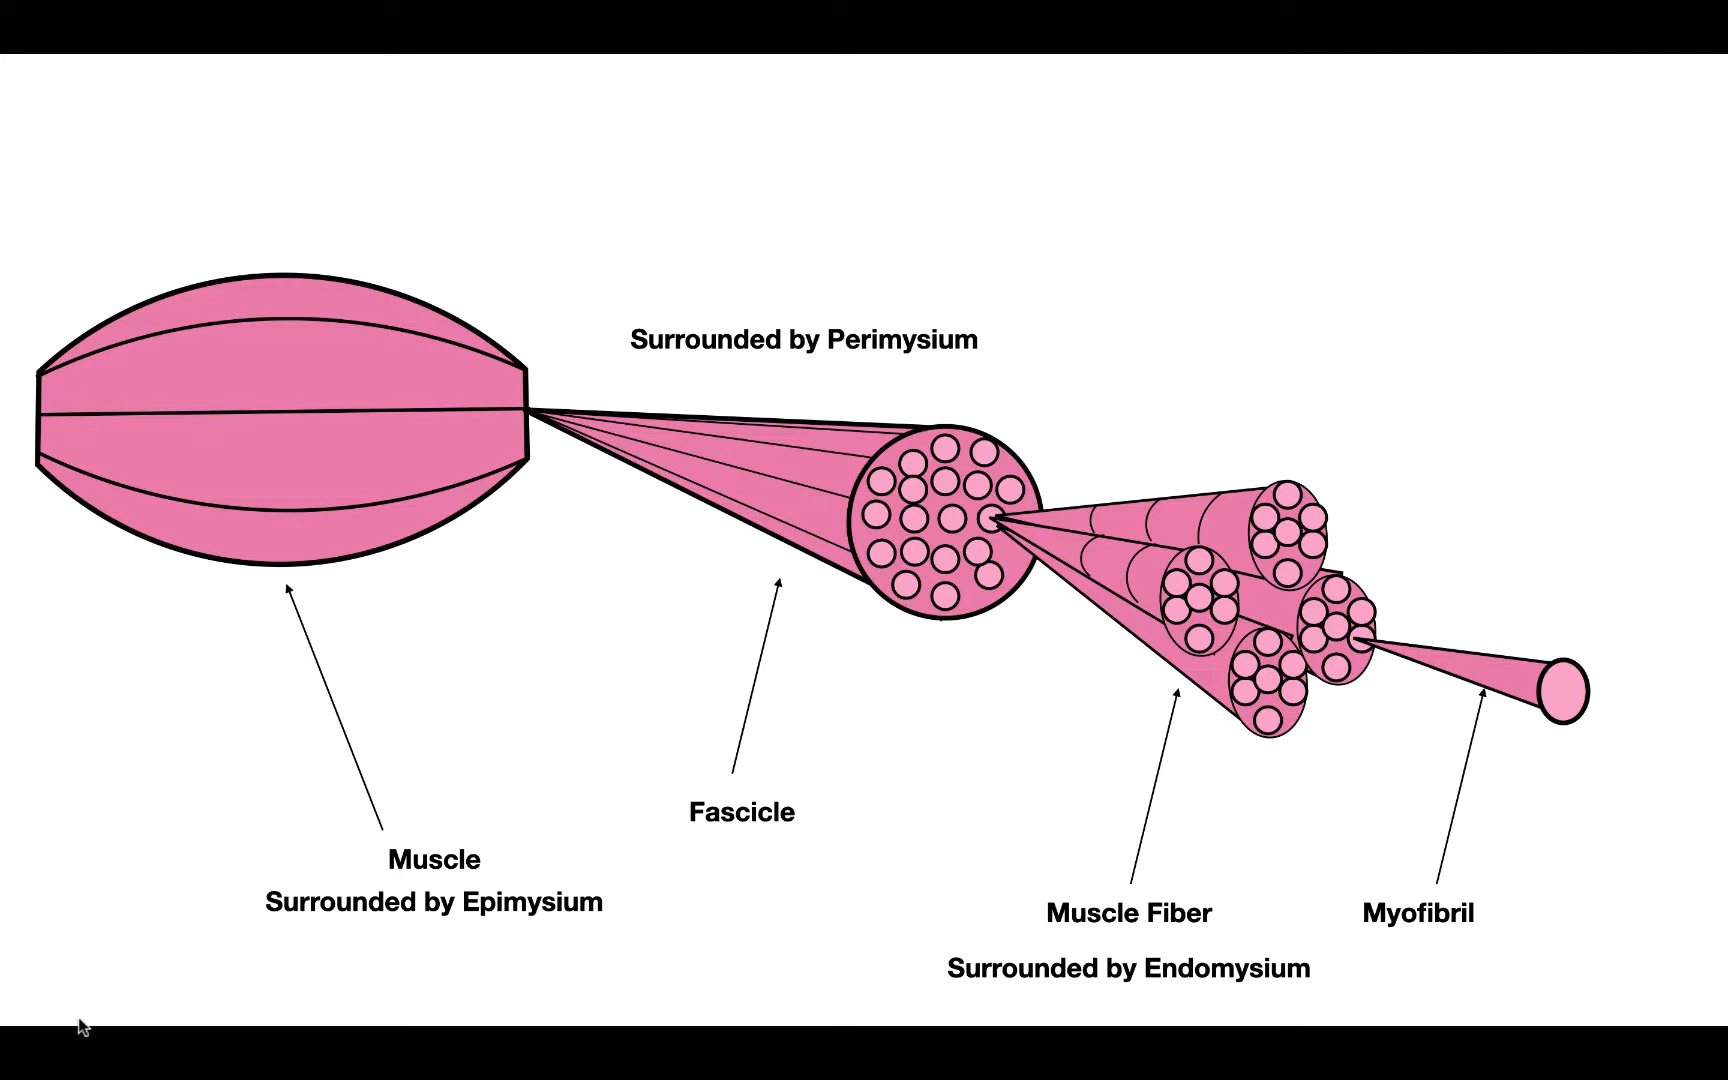 Surrounded by Perimysium
Fascicle
Muscle
Surrounded by Epimysium
Muscle Fiber
Surrounded by Endomysium
Myofibril